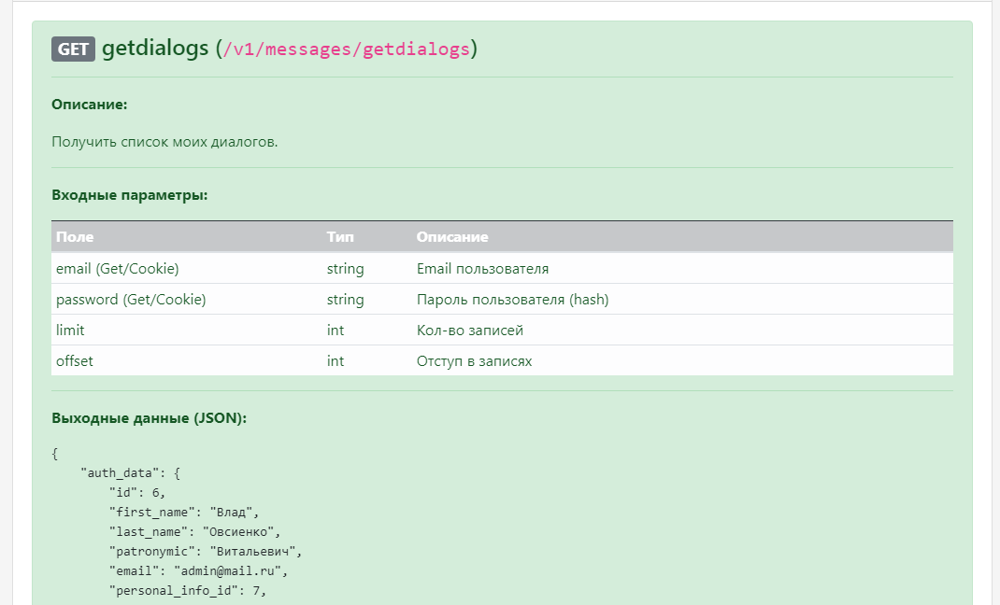 GET getdialogs (/v1/messages/getdialogs)
Описание:
Получить список моих диалогов.
Входные параметры:
Поле Тип Описание
email (Get/Cookie) string Email пользователя
password (Get/Cookie) string Пароль пользователя (hash)
limit int Кол-во записей
offset int Отступ в записях
Выходные данные (JSON):
{
"auth_data": {
"id": 6,
"first_name": "Влад",
"last_name": "Овсиенко",
"patronymic": "Витальевич",
"email": "admin@mail.ru",
"personal_info_id": 7,